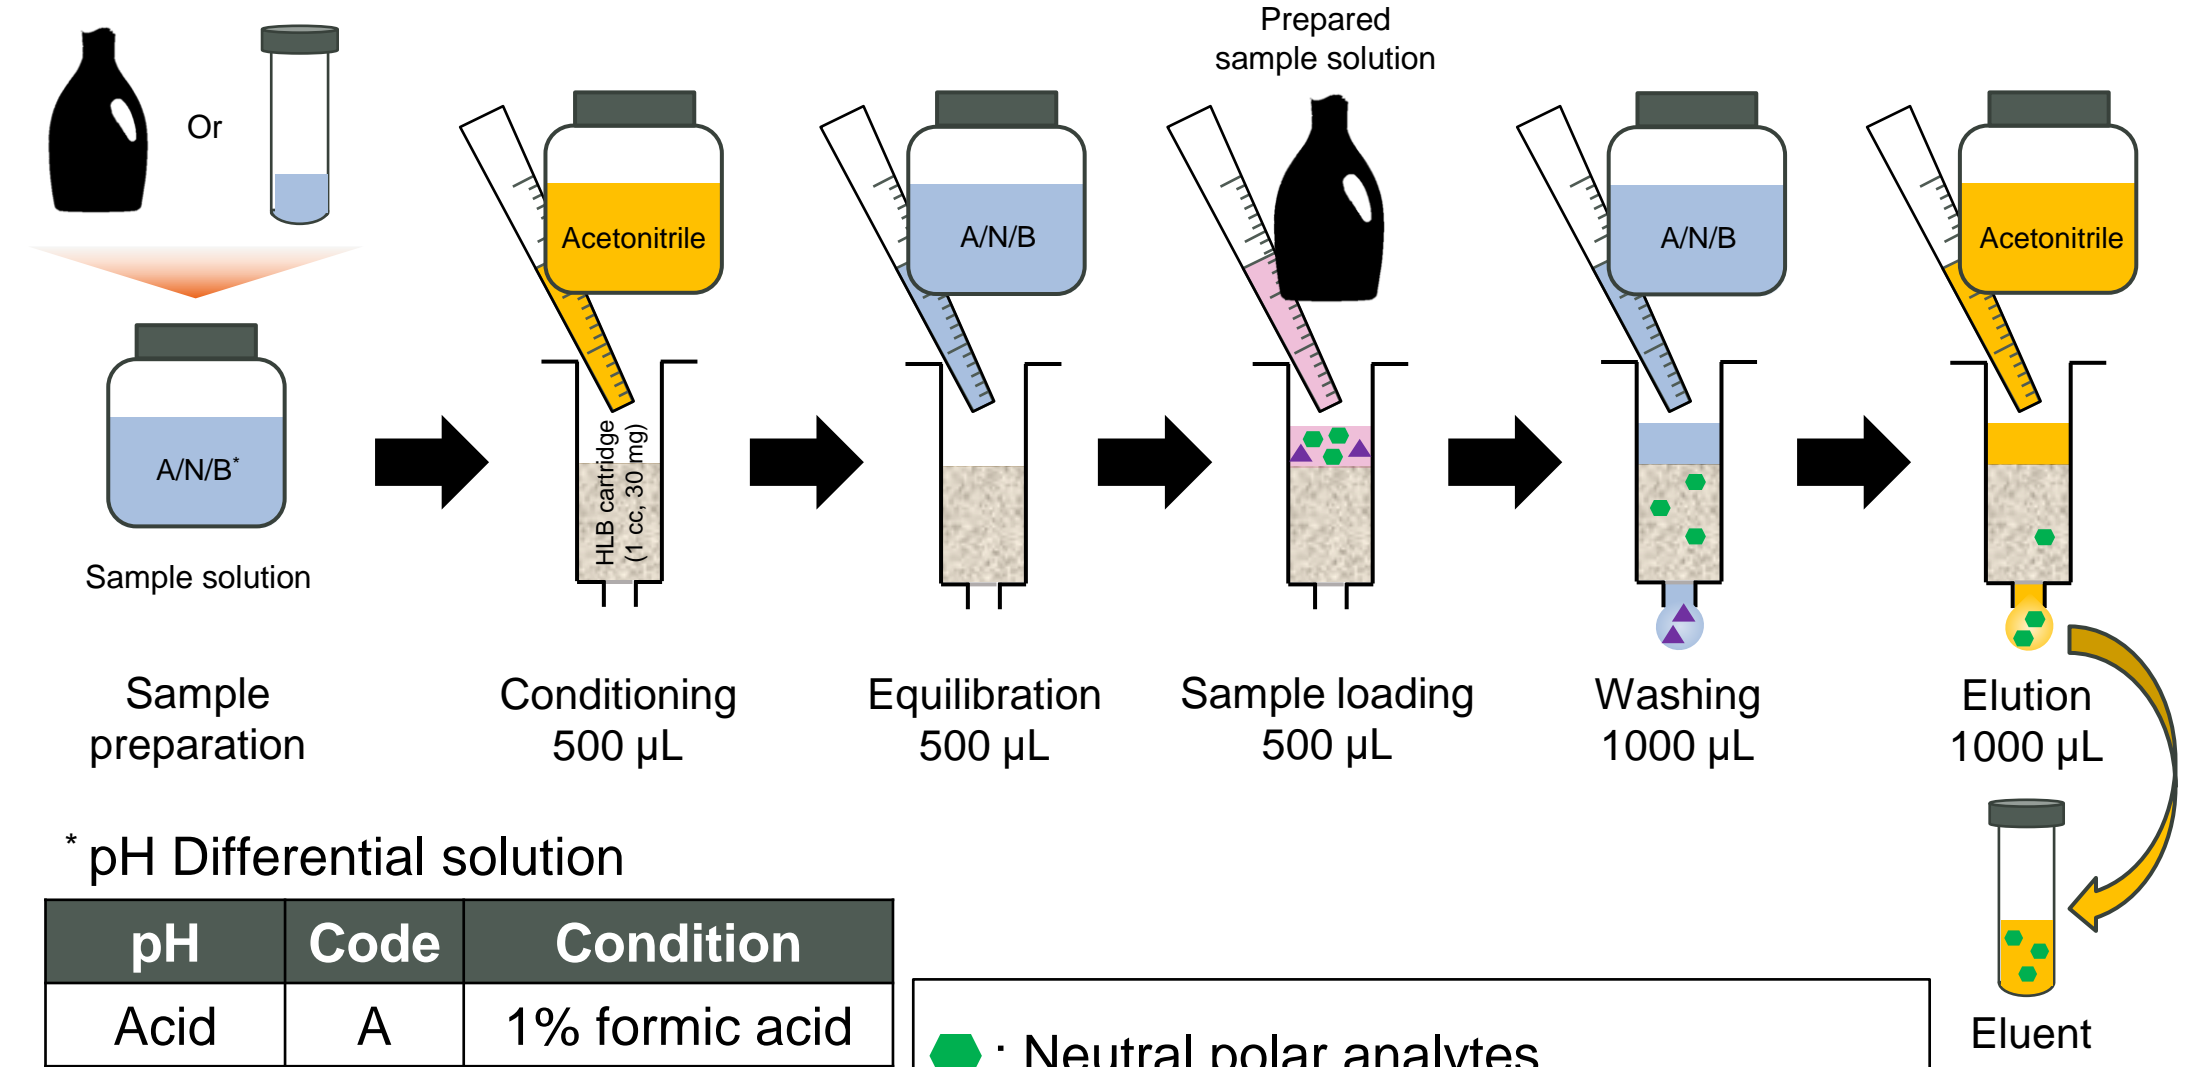 Or
A/N/B*
Sample solution
Sample
preparation
Acetonitrile
HLB cartridge
(1 cc, 30 mg)
Conditioning
500 µL
A/N/B
Equilibration
500 µL
Prepared
sample solution
Sample loading
500 µL
A/N/B
Washing
1000 µL
Acetonitrile
Elution
1000 µL
Eluent
* pH Differential solution
pH Code Condition
Acid A 1% formic acid
: Neutral polar analytes